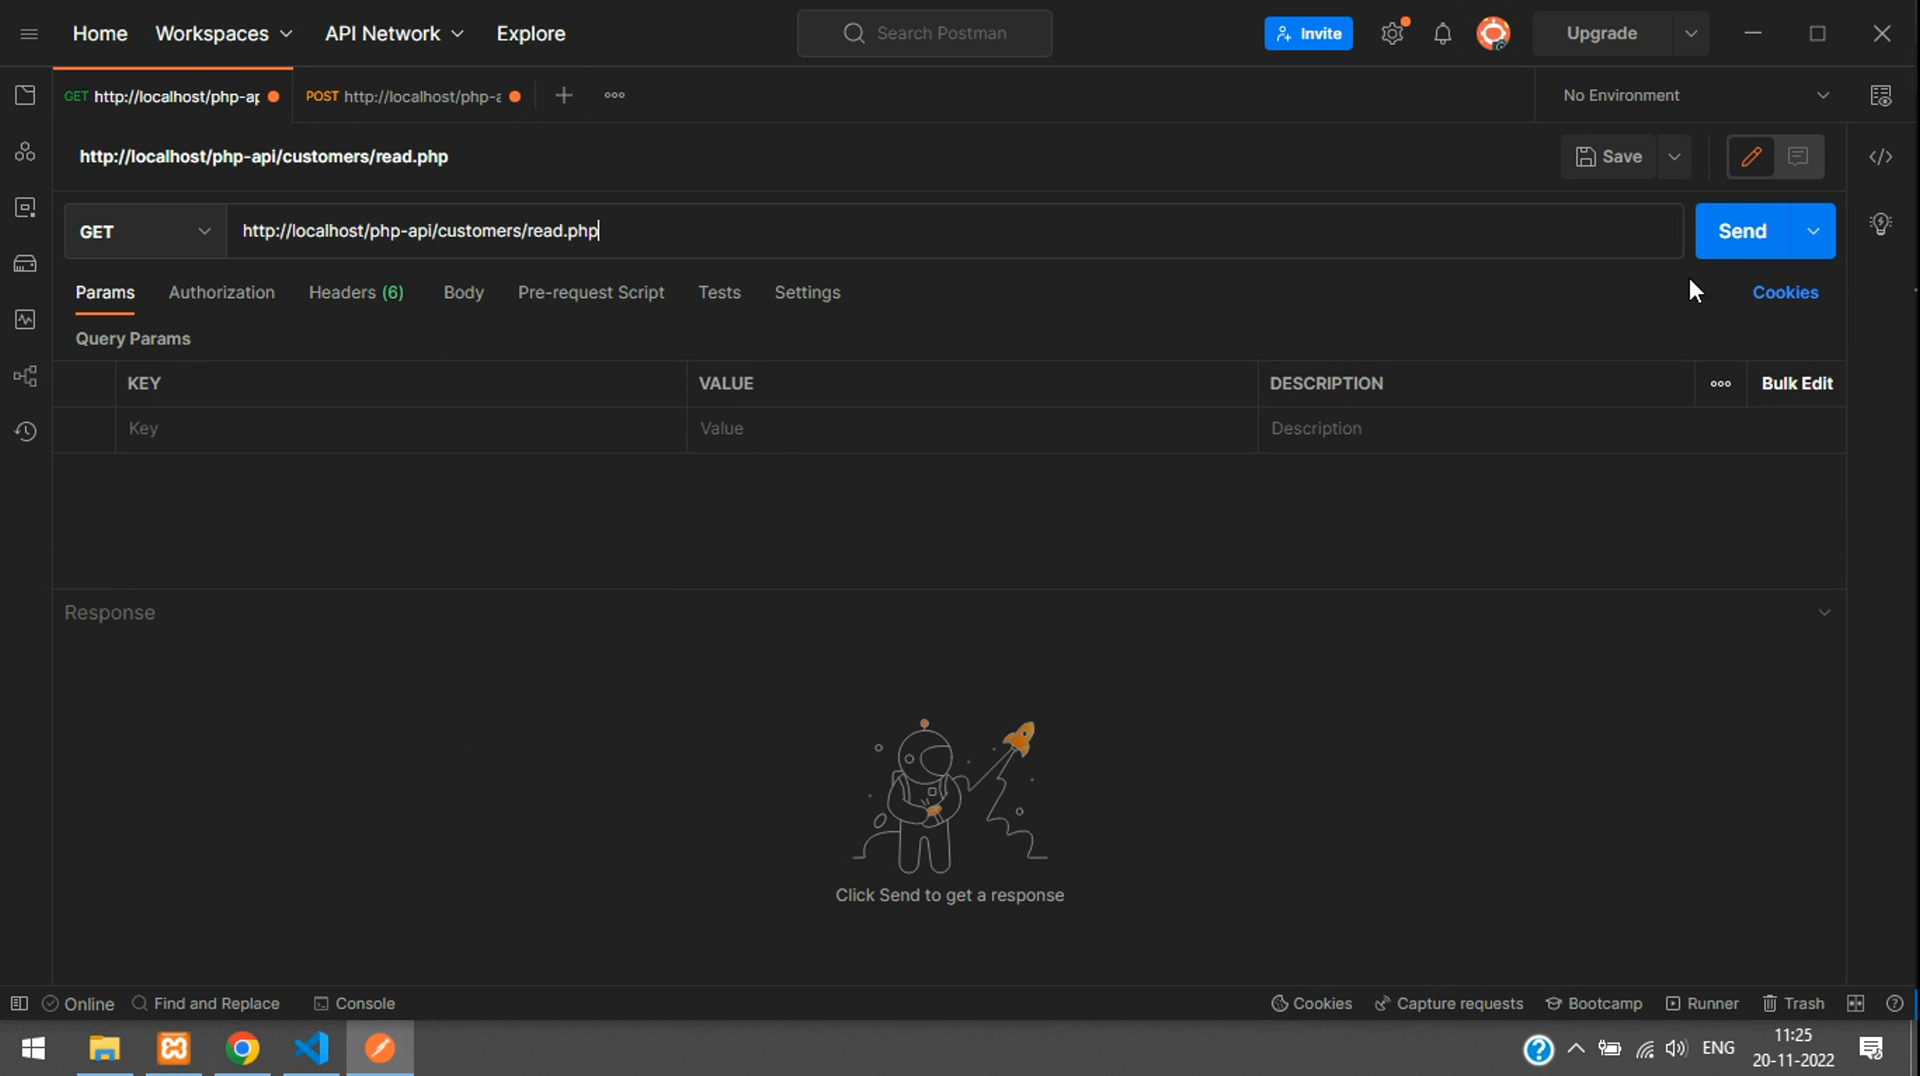 Home Workspaces API Network Explore Search Postman Invite Upgrade
GET http://localhost/php-ap POST http://localhost/php-a No Environment
http://localhost/php-api/customers/read.php Save
GET http://localhost/php-api/customers/read.php Send
Params Authorization Headers (6) Body Pre-request Script Tests Settings Cookies
Query Params
KEY VALUE DESCRIPTION Bulk Edit
Key Value Description
Response
Click Send to get a response
Online Find and Replace Console Cookies Capture requests Bootcamp Runner Trash
ENG 11:25
20-11-2022